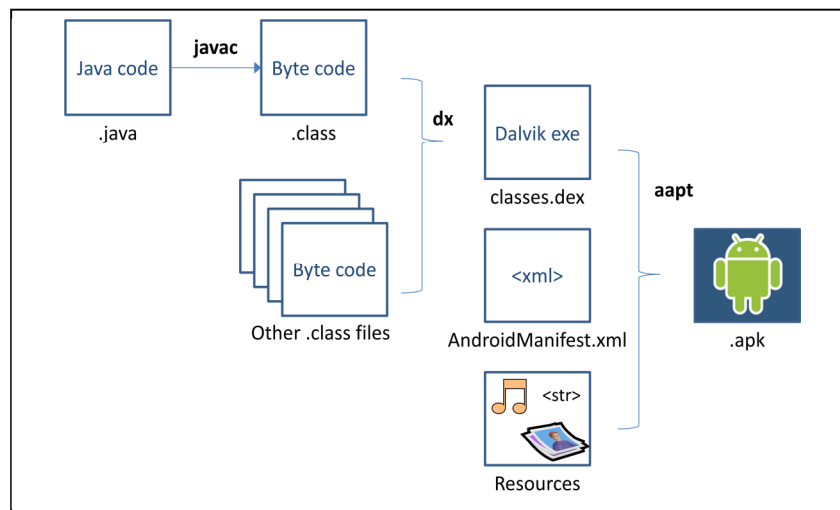 javac
Java code
Byte code
.java
.class
dx
Dalvik exe
classes.dex
aapt
Byte code
Other .class files
<xml>
AndroidManifest.xml
.apk
<str>
Resources